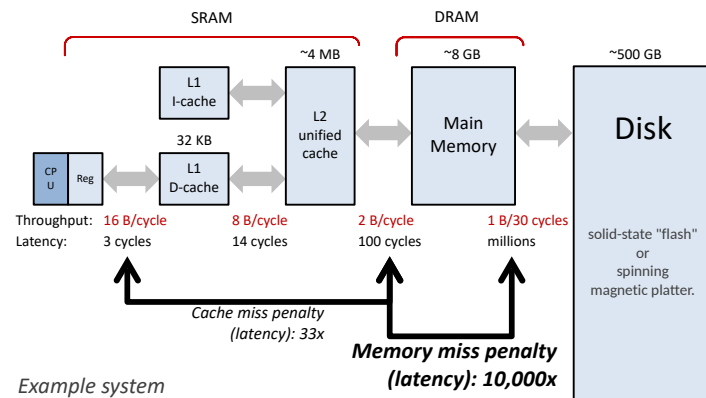 SRAM
DRAM
~4 MB
~8 GB
~500 GB
L1
I-cache
L2
unified
cache
Main
Memory
Disk
32 KB
CP
U
Reg
L1
D-cache
Throughput: 16 B/cycle 8 B/cycle 2 B/cycle 1 B/30 cycles
Latency: 3 cycles 14 cycles 100 cycles millions
solid-state "flash"
or
spinning
magnetic platter.
Cache miss penalty
(latency): 33x
Memory miss penalty
(latency): 10,000x
Example system